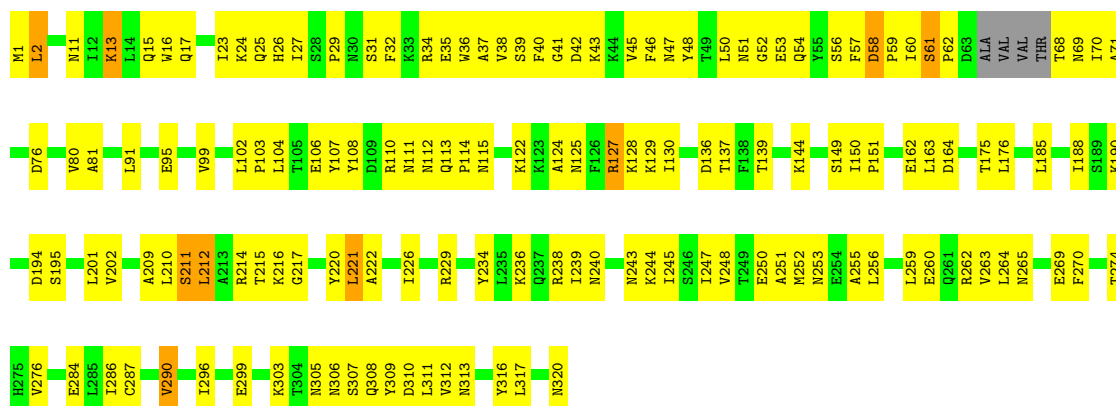 M1 L2 N11 I12 K13 L14 Q15 W16 Q17 I23 K24 Q25 H26 I27 S28 P29 N30 S31 F32 K33 R34 E35 W36 A37 V38 S39 F40 G41 D42 K43 K44 V45 F46 N47 Y48 T49 L50 N51 G52 E53 Q54 Y55 S56 F57 D58 P59 I60 S61 P62 D63 ALA VAL VAL THR T68 N69 I70 A71
D76 V80 A81 L91 E95 V99 L102 P103 L104 T105 E106 Y107 Y108 D109 R110 N111 N112 Q113 P114 N115 K122 K123 A124 N125 F126 R127 K128 K129 I130 D136 T137 F138 T139 K144 S149 I150 P151 E162 L163 D164 T175 L176 L185 I188 S189 K190
D194 S195 L201 V202 A209 L210 S211 L212 A213 R214 T215 K216 G217 Y220 L221 A222 I226 R229 Y234 L235 K236 Q237 R238 I239 N240 N243 K244 I245 S246 I247 V248 T249 E250 A251 M252 N253 E254 A255 L256 L259 E260 Q261 R262 V263 L264 N265 E269 F270 T274
H275 V276 E284 L285 I286 C287 V290 I296 E299 K303 T304 N305 N306 S307 Q308 Y309 D310 L311 V312 N313 Y316 L317 N320